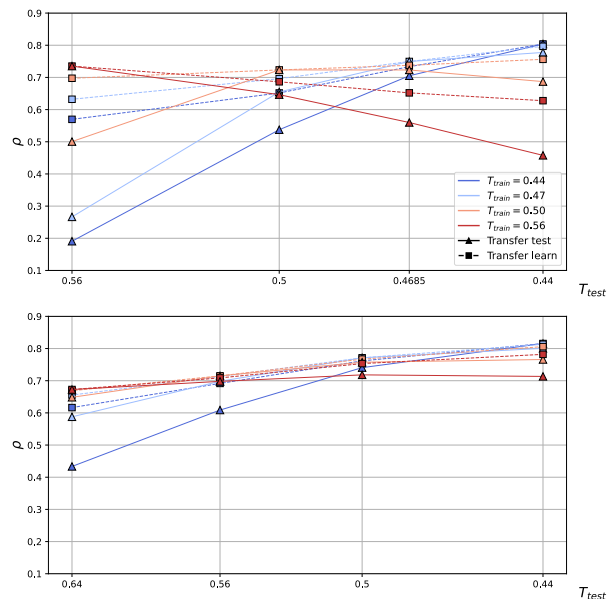 0.9
0.8
0.7
0.6
0.5
0.4
0.3
0.2
0.1
ρ
T_train = 0.44
T_train = 0.47
T_train = 0.50
T_train = 0.56
Transfer test
Transfer learn
0.56 0.5 0.4685 0.44
T_test
0.9
0.8
0.7
0.6
0.5
0.4
0.3
0.2
0.1
ρ
0.64 0.56 0.5 0.44
T_test